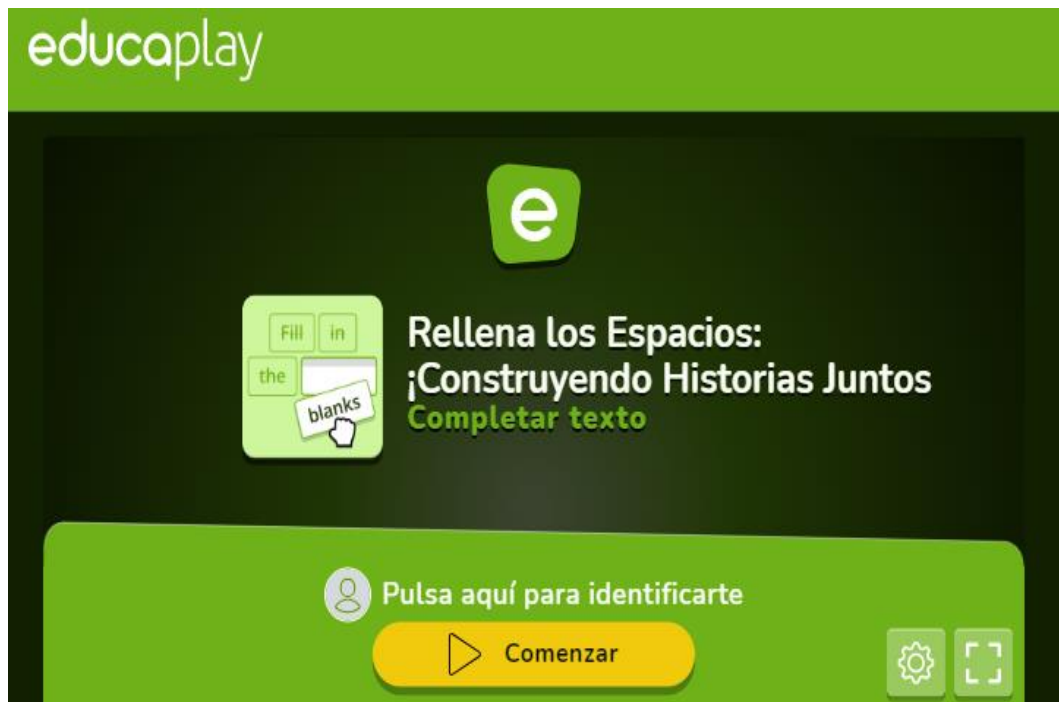 educaplay
e
Fill in
the
blanks
Rellena los Espacios:
¡Construyendo Historias Juntos
Completar texto
Pulsa aquí para identificarte
Comenzar